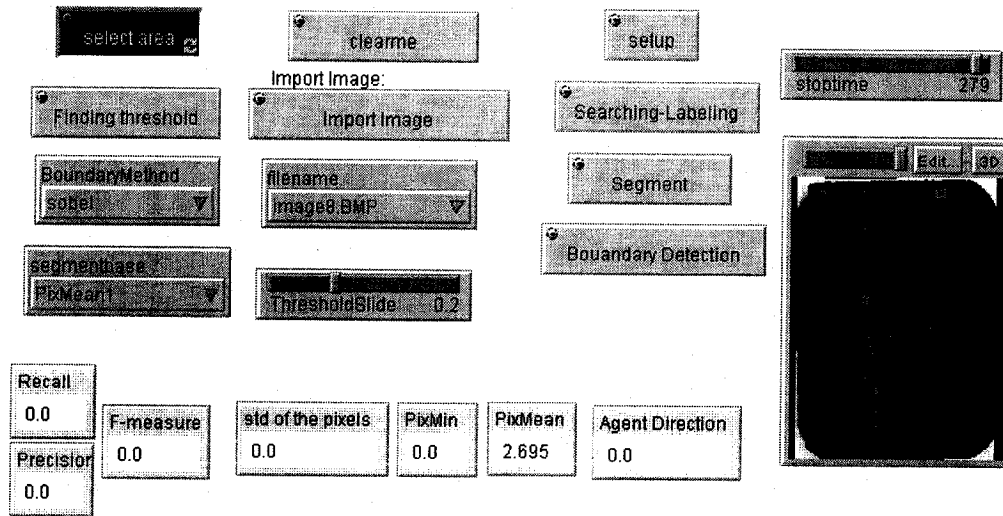 select area
clearme
setup
stoptime 279
Import Image:
Finding threshold
Import Image
Searching-Labeling
BoundaryMethod
sobel
filename
Image8.BMP
Segment
Edit...
3D
Bouandary Detection
segmentbase
PixMean1
ThresholdSlide 0.2
Recall
0.0
Precision
0.0
F-measure
0.0
std of the pixels
0.0
PixMin
0.0
PixMean
2.695
Agent Direction
0.0